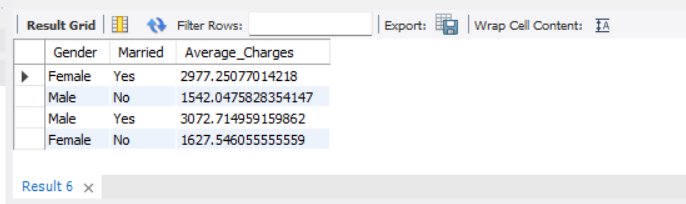 Result Grid Filter Rows: Export: Wrap Cell Content:
Gender Married Average_Charges
Female Yes 2977.25077014218
Male No 1542.0475828354147
Male Yes 3072.714959159862
Female No 1627.546055555559
Result 6